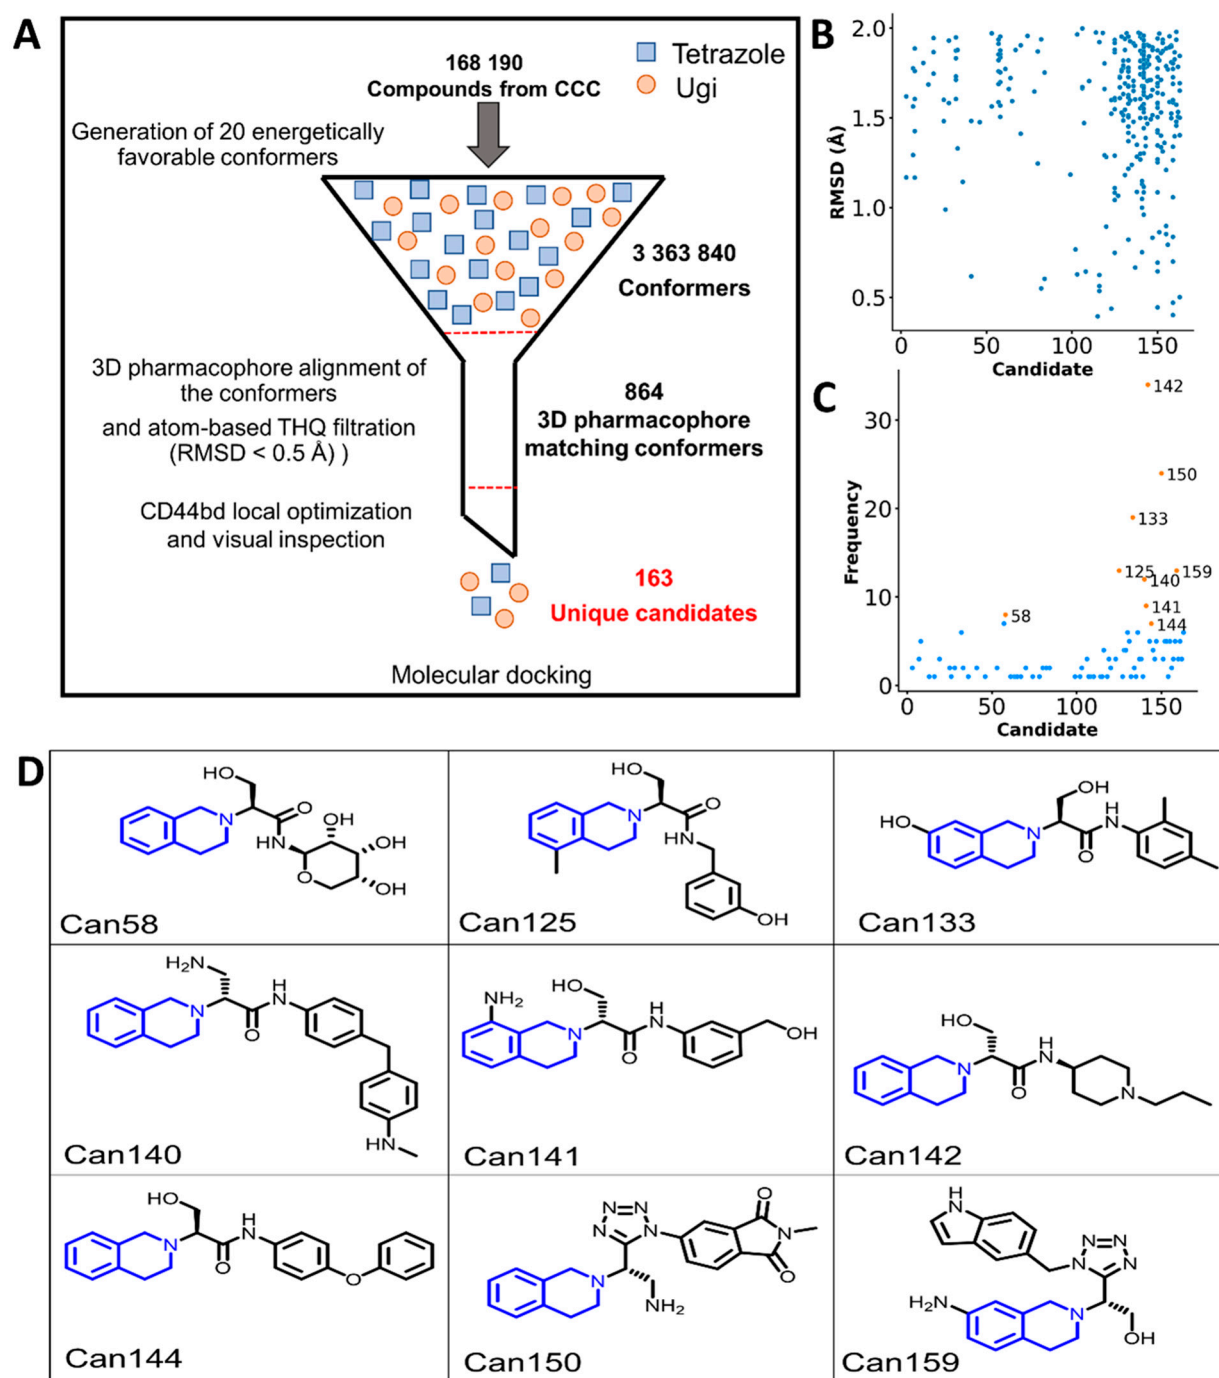 A
168 190
Compounds from CCC
Tetrazole
Ugi
Generation of 20 energetically
favorable conformers
3 363 840
Conformers
3D pharmacophore alignment of
the conformers
and atom-based THQ filtration
(RMSD < 0.5 Å) )
864
3D pharmacophore
matching conformers
CD44bd local optimization
and visual inspection
163
Unique candidates
Molecular docking
B
RMSD (Å)
2.0
1.5
1.0
0.5
0 50 100 150
Candidate
C
Frequency
30
20
10
0
142
150
133
125
140
159
141
144
58
0 50 100 150
Candidate
D
HO
N
O
HN
OH
OH
O
OH
Can58
HO
N
O
NH
OH
Can125
HO
H
N
HO
N
O
Can133
H2N
H
N
N
O
HN
Can140
NH2
HO
H
N
N
O
OH
Can141
HO
H
N
N
O
N
Can142
HO
H
N
N
O
O
Can144
N N
N N
O
N
O
N
NH2
Can150
H
N
N N
N N
H2N
N
OH
Can159